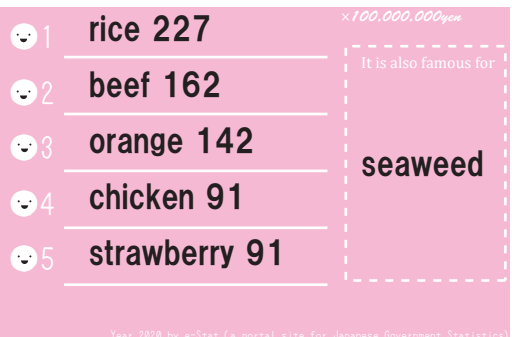 ×100.000.000yen
1 rice 227
2 beef 162
3 orange 142
4 chicken 91
5 strawberry 91
It is also famous for
seaweed
Year 2020 by e-Stat (a portal site for Japanese Government Statistics)